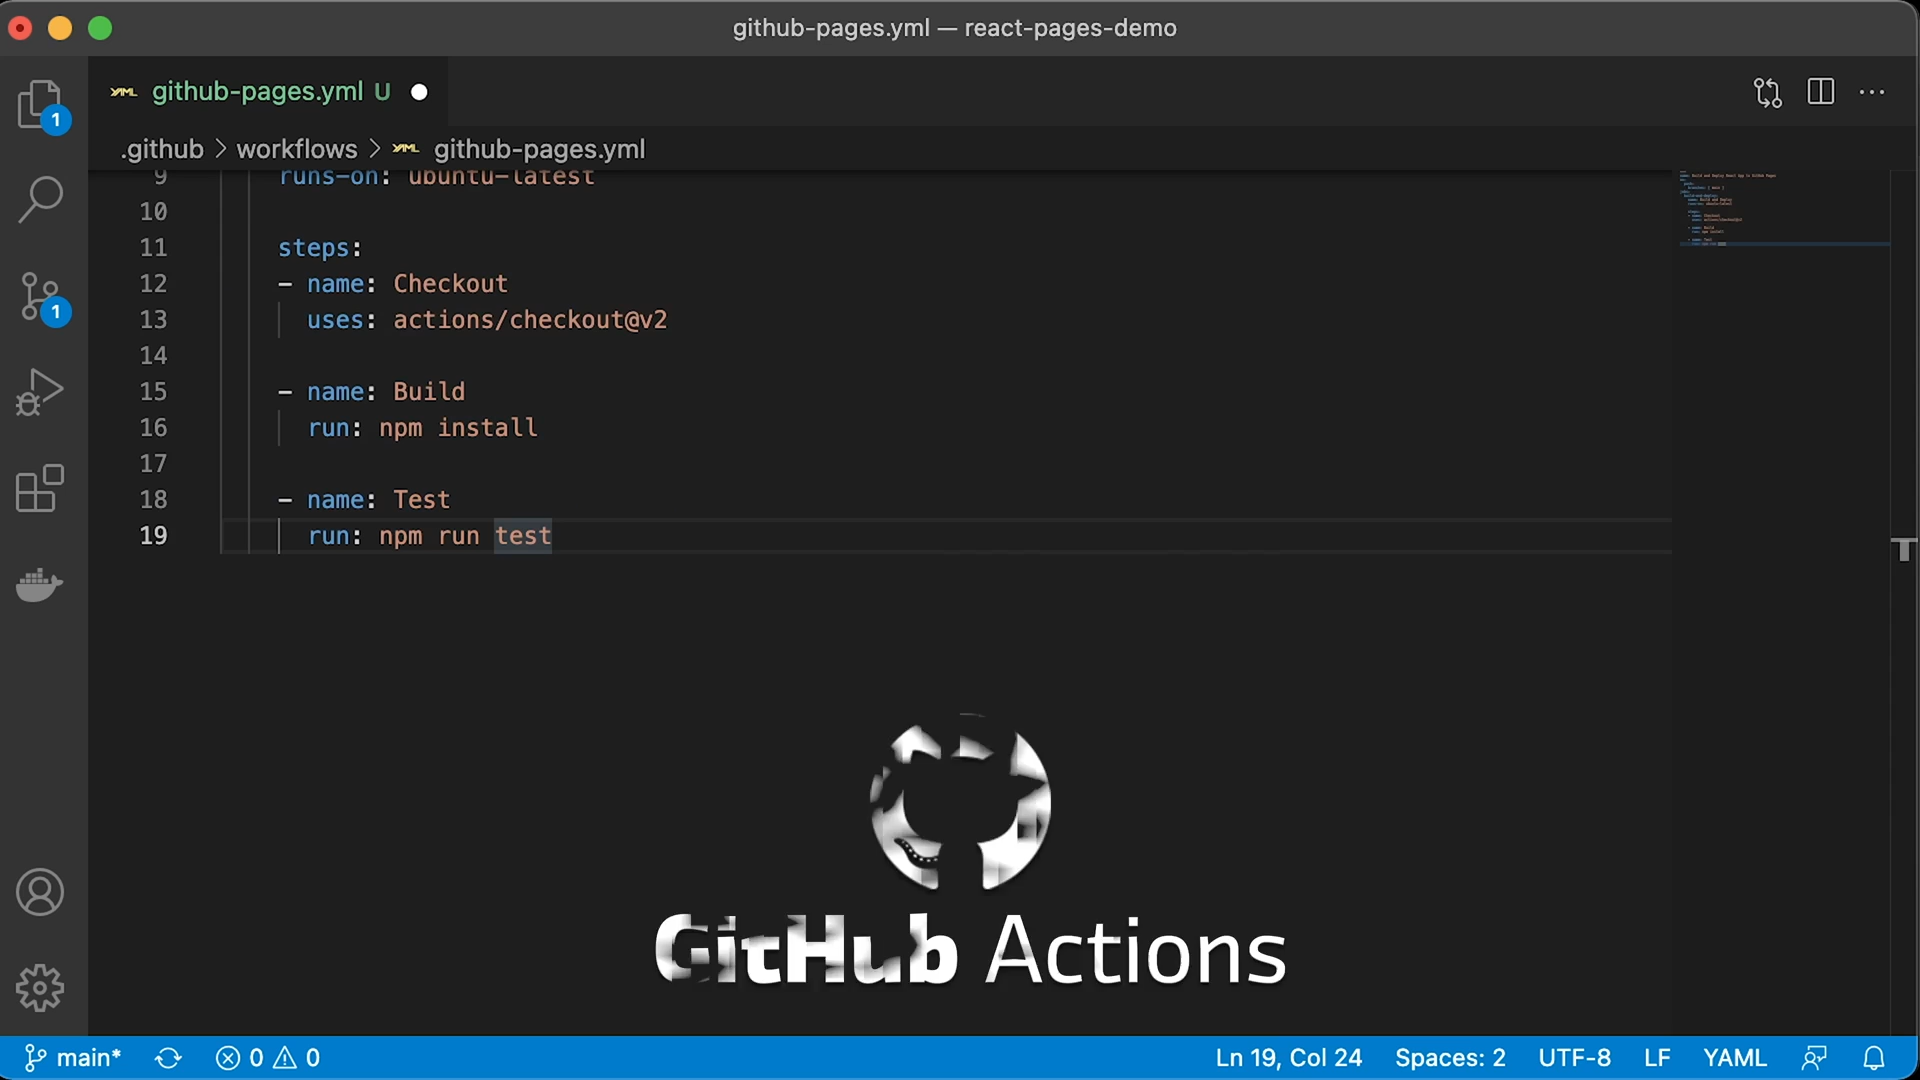 github-pages.yml — react-pages-demo
github-pages.yml U
.github > workflows > github-pages.yml
9 runs-on: ubuntu-latest
10
11 steps:
12 - name: Checkout
13 uses: actions/checkout@v2
14
15 - name: Build
16 run: npm install
17
18 - name: Test
19 run: npm run test
1
1
GitHub Actions
main* 0 0 Ln 19, Col 24 Spaces: 2 UTF-8 LF YAML